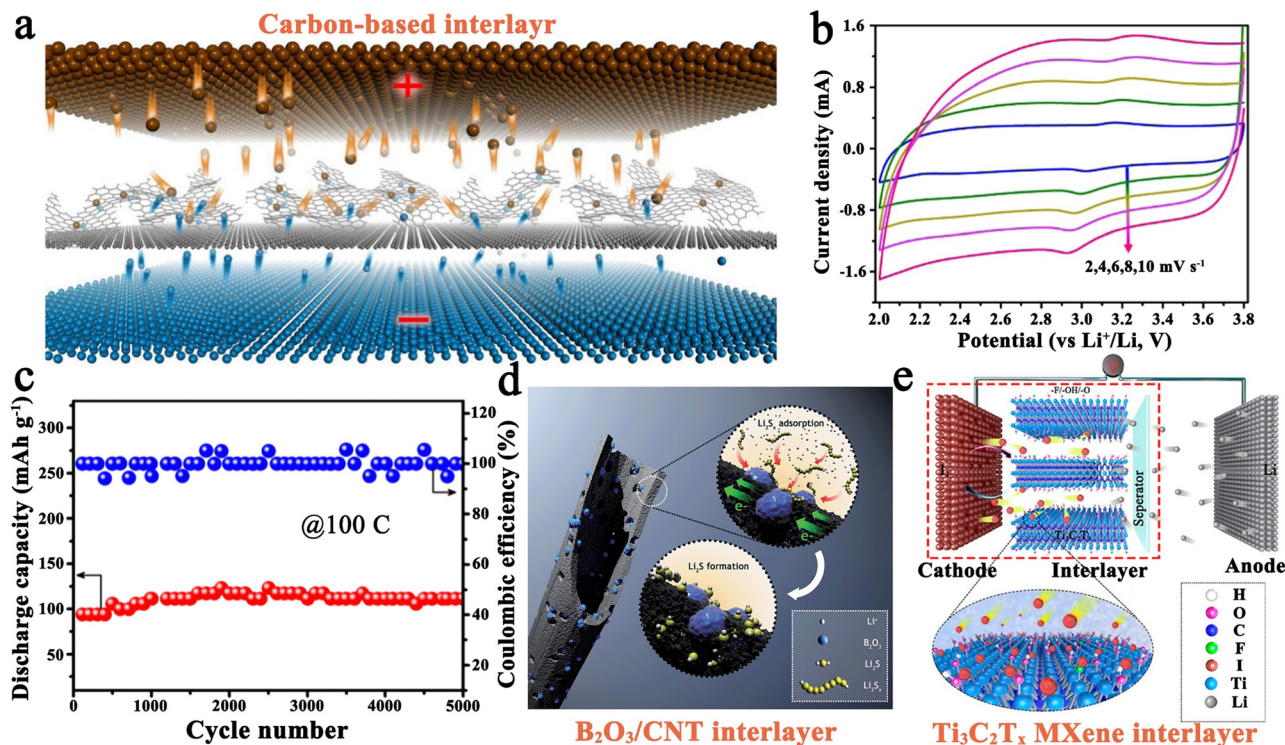 a
Carbon-based interlayr
+
−
b
Current density (mA)
1.6
0.8
0.0
-0.8
-1.6
2,4,6,8,10 mV s⁻¹
2.0 2.2 2.4 2.6 2.8 3.0 3.2 3.4 3.6 3.8
Potential (vs Li⁺/Li, V)
c
Discharge capacity (mAh g⁻¹)
300
250
200
150
100
50
@100 C
120
100
80
60
40
20
Coulombic efficiency (%)
0 1000 2000 3000 4000 5000
Cycle number
d
Li₂Sₓ adsorption
e⁻
e⁻
Li₂S formation
Li⁺
B₂O₃
Li₂S
Li₂Sₓ
B₂O₃/CNT interlayer
e
V
-F/-OH/-O
Li
Seperator
Cathode Interlayer Anode
H
O
C
F
I
Ti
Li
Ti₃C₂Tₓ MXene interlayer